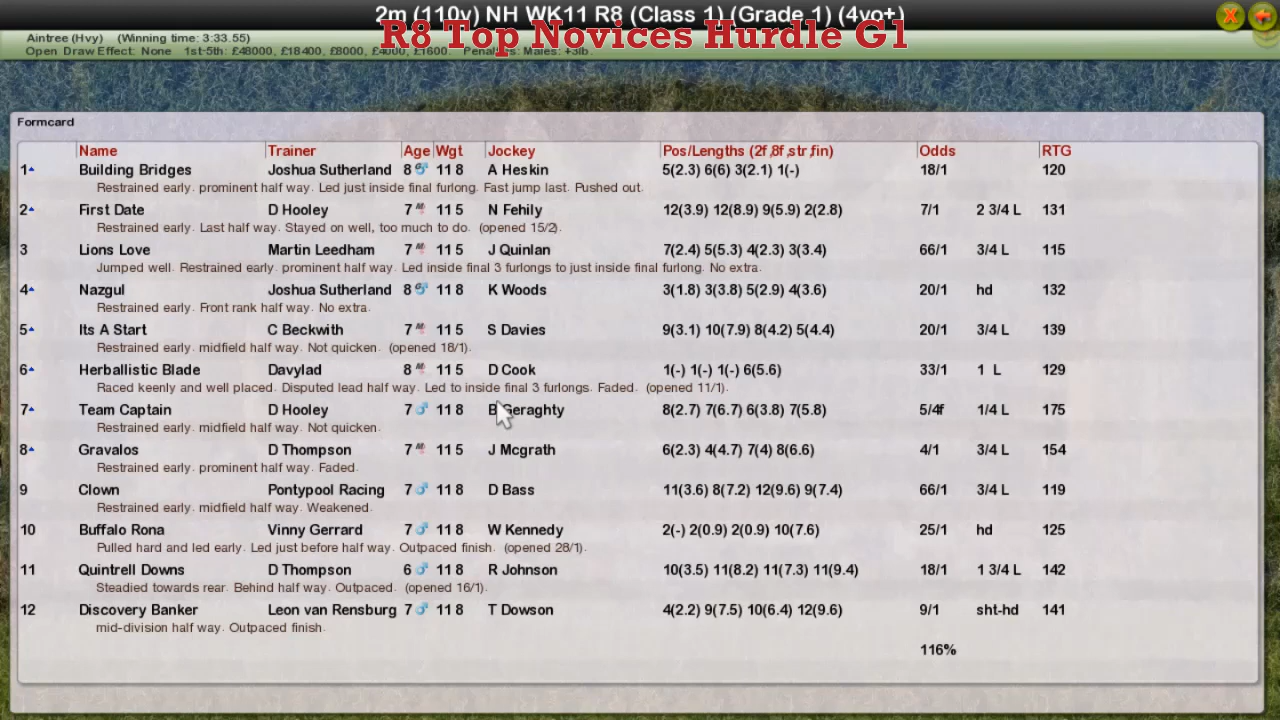 2m (110y) NH WK11 R8 (Class 1) (Grade 1) (4yo+)
R8 Top Novices Hurdle G1
Aintree (Hvy) (Winning time: 3:33.55)
Open Draw Effect: None 1st-5th: £48000, £18400, £8000, £4000, £1600. Penalties: Males: +3lb.
Formcard
Name Trainer Age Wgt Jockey Pos/Lengths (2f,8f,str,fin) Odds RTG
1 Building Bridges Joshua Sutherland 8 11 8 A Heskin 5(2.3) 6(6) 3(2.1) 1(-) 18/1 120
Restrained early. prominent half way. Led just inside final furlong. Fast jump last. Pushed out.
2 First Date D Hooley 7 11 5 N Fehily 12(3.9) 12(8.9) 9(5.9) 2(2.8) 7/1 2 3/4 L 131
Restrained early. Last half way. Stayed on well, too much to do. (opened 15/2).
3 Lions Love Martin Leedham 7 11 5 J Quinlan 7(2.4) 5(5.3) 4(2.3) 3(3.4) 66/1 3/4 L 115
Jumped well. Restrained early. prominent half way. Led inside final 3 furlongs to just inside final furlong. No extra.
4 Nazgul Joshua Sutherland 8 11 8 K Woods 3(1.8) 3(3.8) 5(2.9) 4(3.6) 20/1 hd 132
Restrained early. Front rank half way. No extra.
5 Its A Start C Beckwith 7 11 5 S Davies 9(3.1) 10(7.9) 8(4.2) 5(4.4) 20/1 3/4 L 139
Restrained early. midfield half way. Not quicken. (opened 18/1).
6 Herballistic Blade Davylad 8 11 5 D Cook 1(-) 1(-) 1(-) 6(5.6) 33/1 1 L 129
Raced keenly and well placed. Disputed lead half way. Led to inside final 3 furlongs. Faded. (opened 11/1).
7 Team Captain D Hooley 7 11 8 B Geraghty 8(2.7) 7(6.7) 6(3.8) 7(5.8) 5/4f 1/4 L 175
Restrained early. midfield half way. Not quicken.
8 Gravalos D Thompson 7 11 5 J Mcgrath 6(2.3) 4(4.7) 7(4) 8(6.6) 4/1 3/4 L 154
Restrained early. prominent half way. Faded.
9 Clown Pontypool Racing 7 11 8 D Bass 11(3.6) 8(7.2) 12(9.6) 9(7.4) 66/1 3/4 L 119
Restrained early. midfield half way. Weakened.
10 Buffalo Rona Vinny Gerrard 7 11 8 W Kennedy 2(-) 2(0.9) 2(0.9) 10(7.6) 25/1 hd 125
Pulled hard and led early. Led just before half way. Outpaced finish. (opened 28/1).
11 Quintrell Downs D Thompson 6 11 8 R Johnson 10(3.5) 11(8.2) 11(7.3) 11(9.4) 18/1 1 3/4 L 142
Steadied towards rear. Behind half way. Outpaced. (opened 16/1).
12 Discovery Banker Leon van Rensburg 7 11 8 T Dowson 4(2.2) 9(7.5) 10(6.4) 12(9.6) 9/1 sht-hd 141
mid-division half way. Outpaced finish.
116%